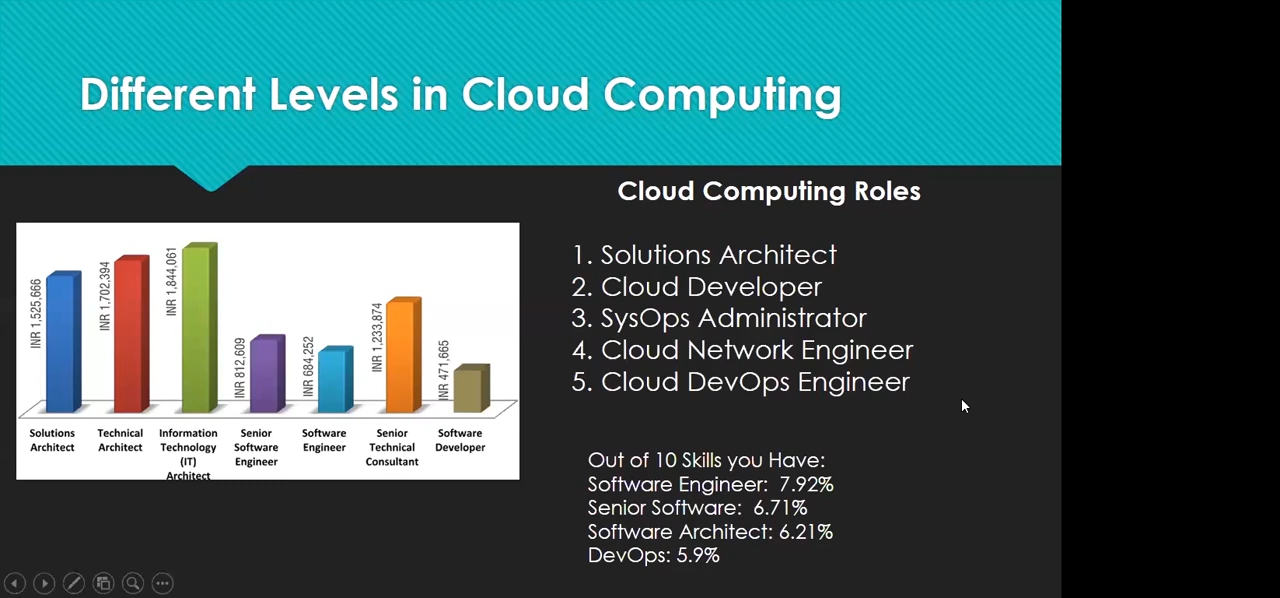 Different Levels in Cloud Computing
Cloud Computing Roles
1. Solutions Architect
2. Cloud Developer
3. SysOps Administrator
4. Cloud Network Engineer
5. Cloud DevOps Engineer
INR 1,525,666
INR 1,702,394
INR 1,844,061
INR 812,609
INR 684,252
INR 1,233,874
INR 471,665
Solutions
Architect
Technical
Architect
Information
Technology
(IT)
Architect
Senior
Software
Engineer
Software
Engineer
Senior
Technical
Consultant
Software
Developer
Out of 10 Skills you Have:
Software Engineer: 7.92%
Senior Software: 6.71%
Software Architect: 6.21%
DevOps: 5.9%